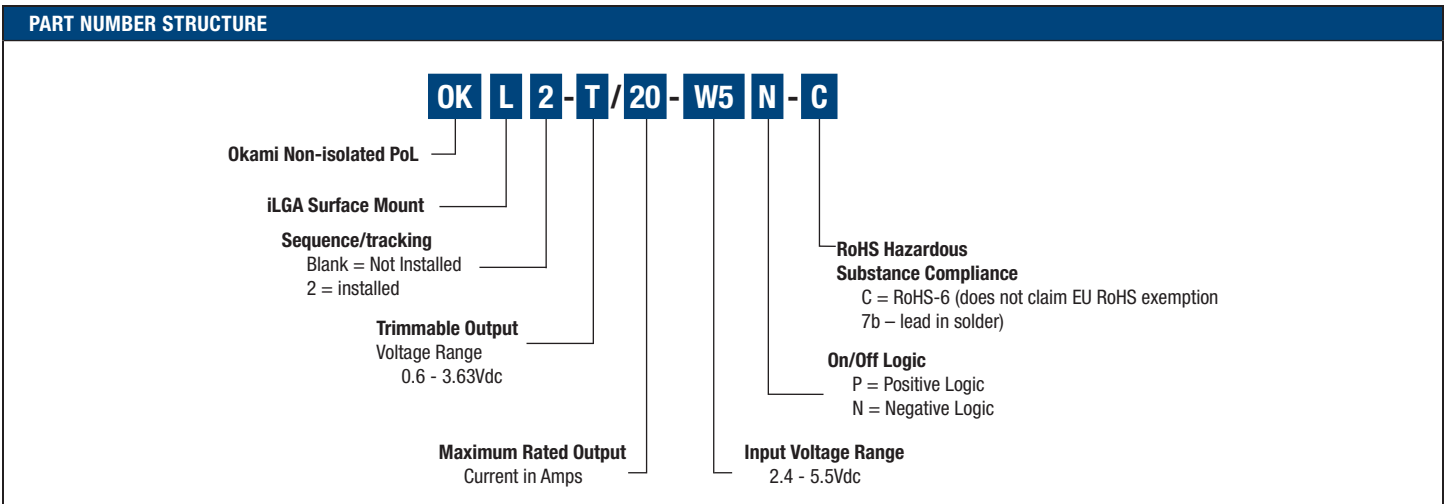 PART NUMBER STRUCTURE
OK L 2 - T / 20 - W5 N - C
Okami Non-isolated PoL
iLGA Surface Mount
Sequence/tracking
Blank = Not Installed
2 = installed
Trimmable Output
Voltage Range
0.6 - 3.63Vdc
Maximum Rated Output
Current in Amps
RoHS Hazardous
Substance Compliance
C = RoHS-6 (does not claim EU RoHS exemption
7b – lead in solder)
On/Off Logic
P = Positive Logic
N = Negative Logic
Input Voltage Range
2.4 - 5.5Vdc